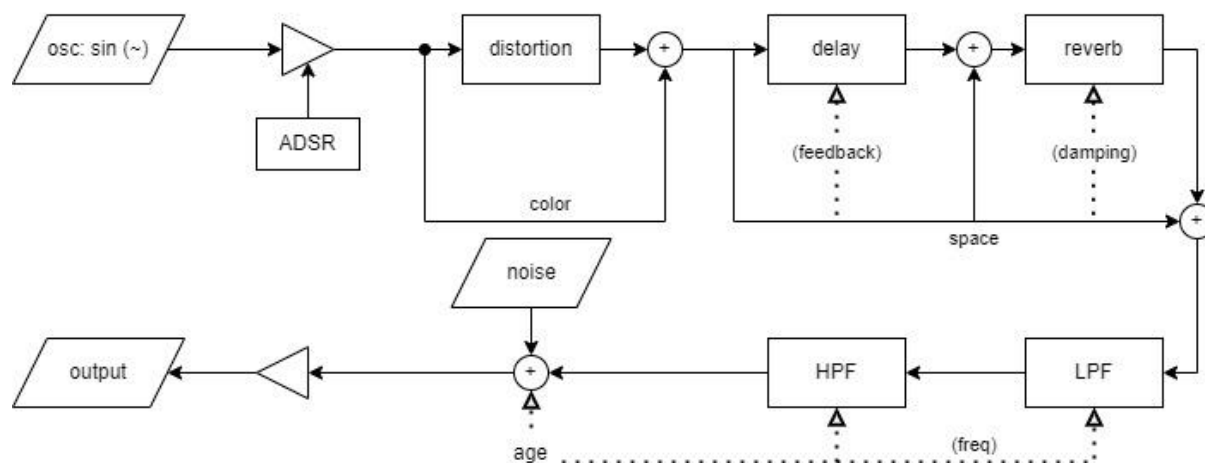 osc: sin (~)
distortion
+
delay
+
reverb
ADSR
(feedback)
(damping)
color
+
space
noise
output
+
HPF
LPF
age
(freq)